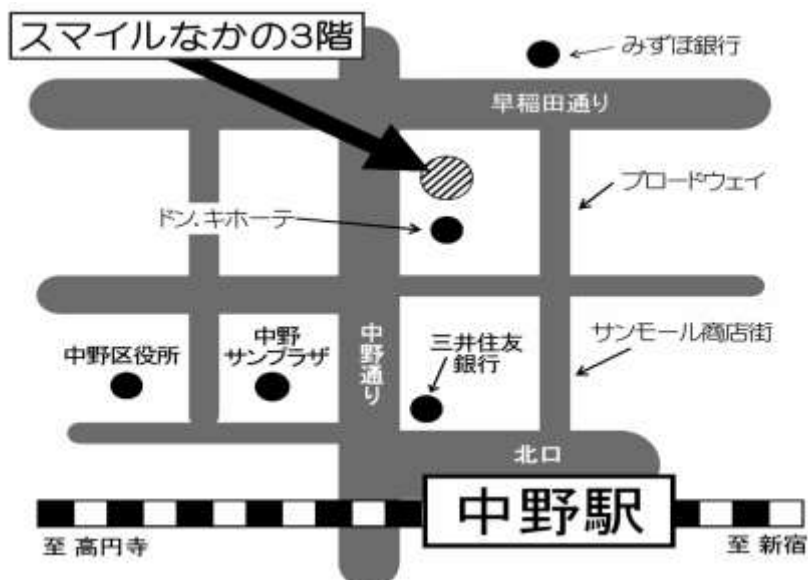 スマイルなかの3階
みずほ銀行
早稲田通り
ブロードウェイ
ドン.キホーテ
中野通り
中野区役所
中野
サンプラザ
三井住友
銀行
サンモール商店街
北口
中野駅
至 高円寺
至 新宿